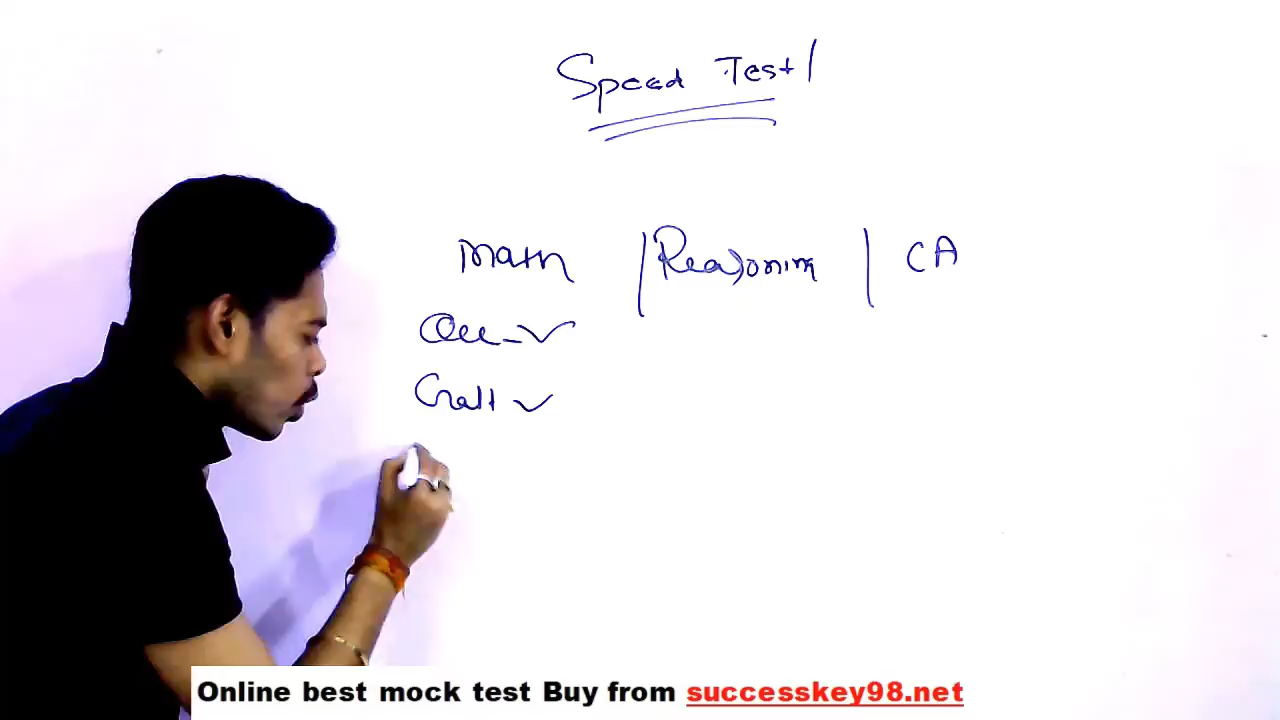 Speed Test/
Math | Reasoning | CA
Online best mock test Buy from successkey98.net